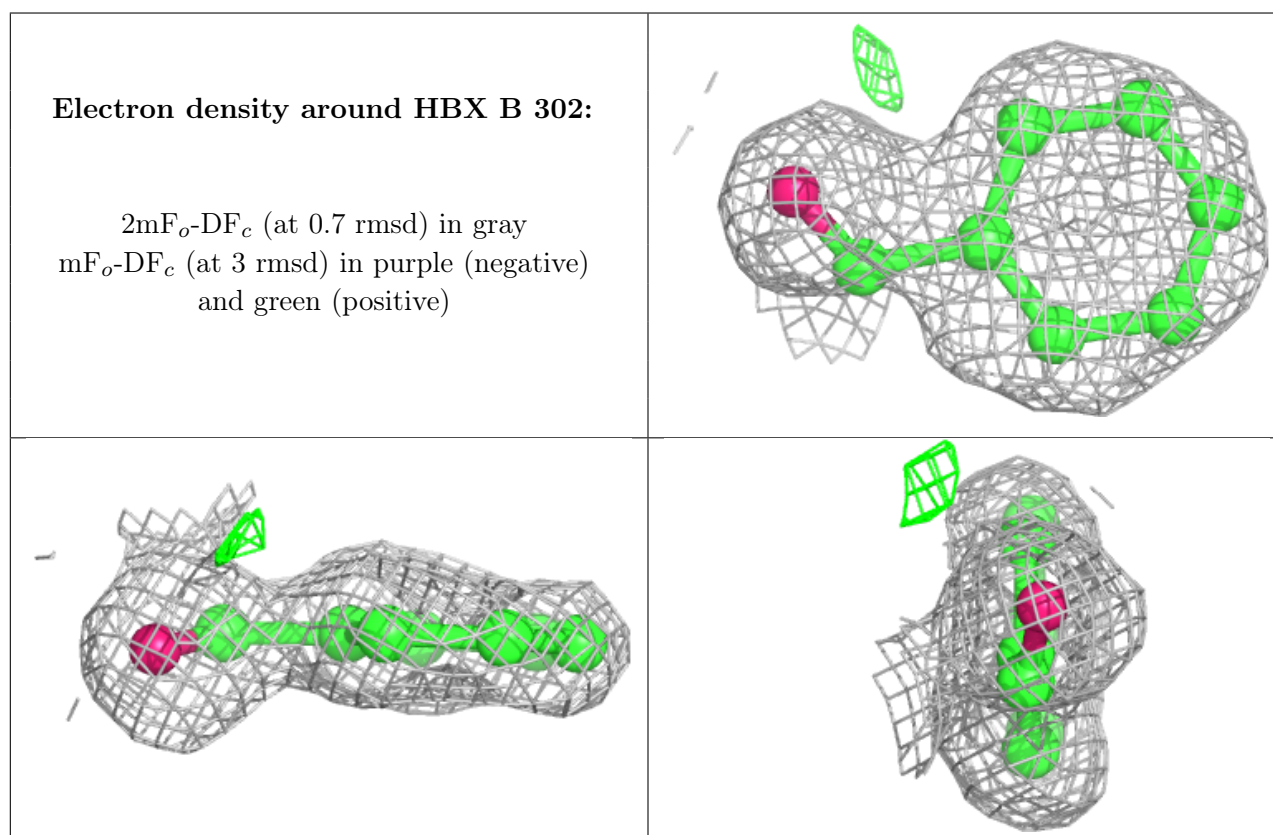 Electron density around HBX B 302:
2mFo-DFc (at 0.7 rmsd) in gray
mFo-DFc (at 3 rmsd) in purple (negative)
and green (positive)